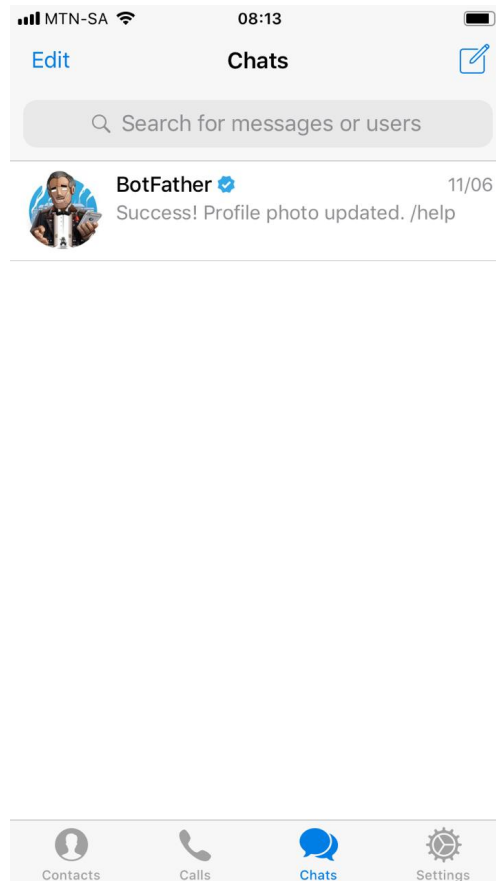 MTN-SA 08:13
Edit Chats
Search for messages or users
BotFather 11/06
Success! Profile photo updated. /help
Contacts Calls Chats Settings